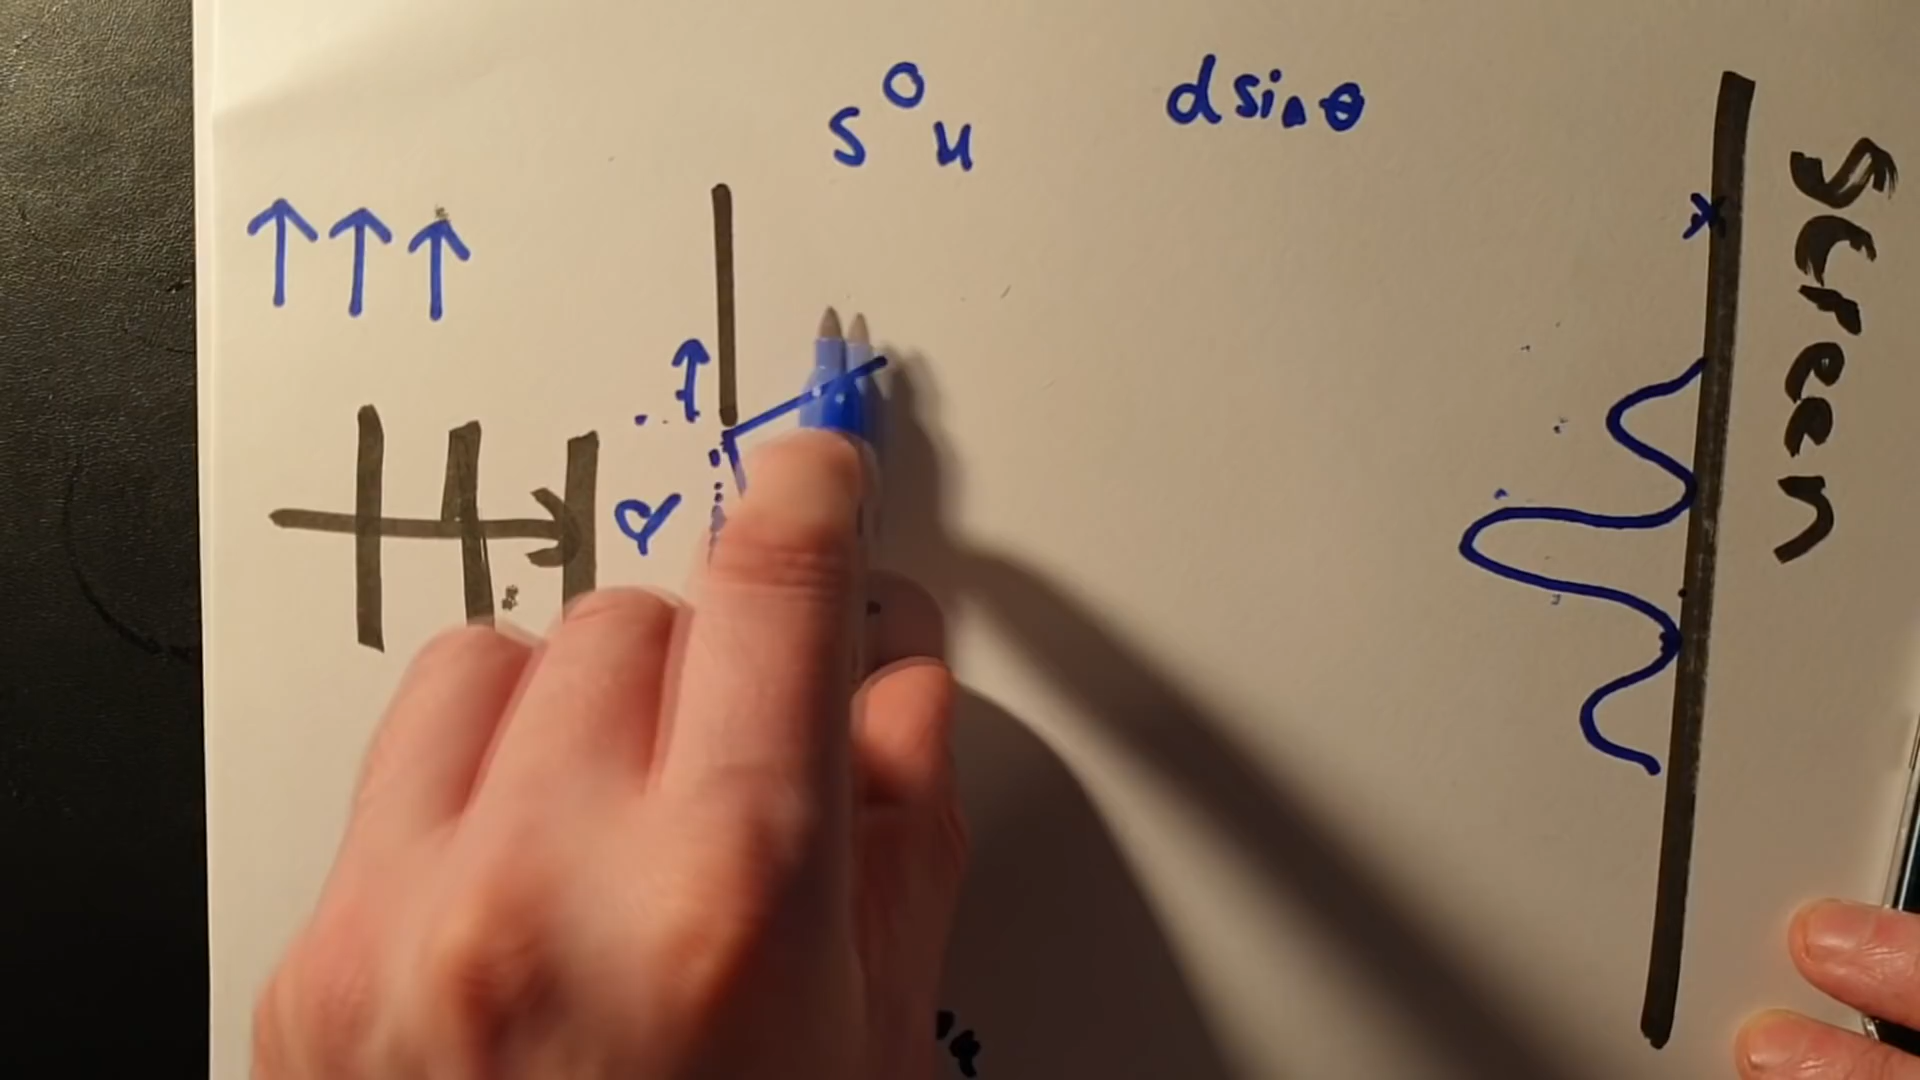 S O H
d sin θ
Screen
d